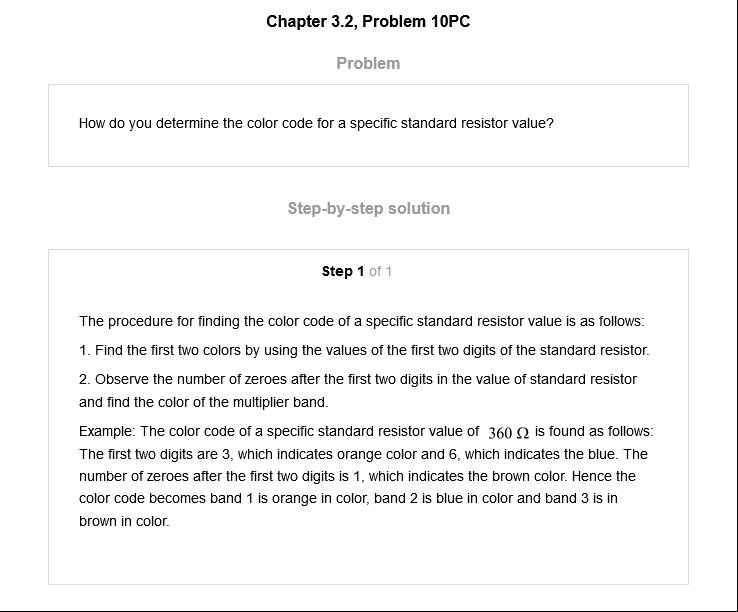 Chapter 3.2, Problem 10PC
Problem
How do you determine the color code for a specific standard resistor value?
Step-by-step solution
Step 1 of 1
The procedure for finding the color code of a specific standard resistor value is as follows:
1. Find the first two colors by using the values of the first two digits of the standard resistor.
2. Observe the number of zeroes after the first two digits in the value of standard resistor
and find the color of the multiplier band.
Example: The color code of a specific standard resistor value of 360 Ω is found as follows:
The first two digits are 3, which indicates orange color and 6, which indicates the blue. The
number of zeroes after the first two digits is 1, which indicates the brown color. Hence the
color code becomes band 1 is orange in color, band 2 is blue in color and band 3 is in
brown in color.